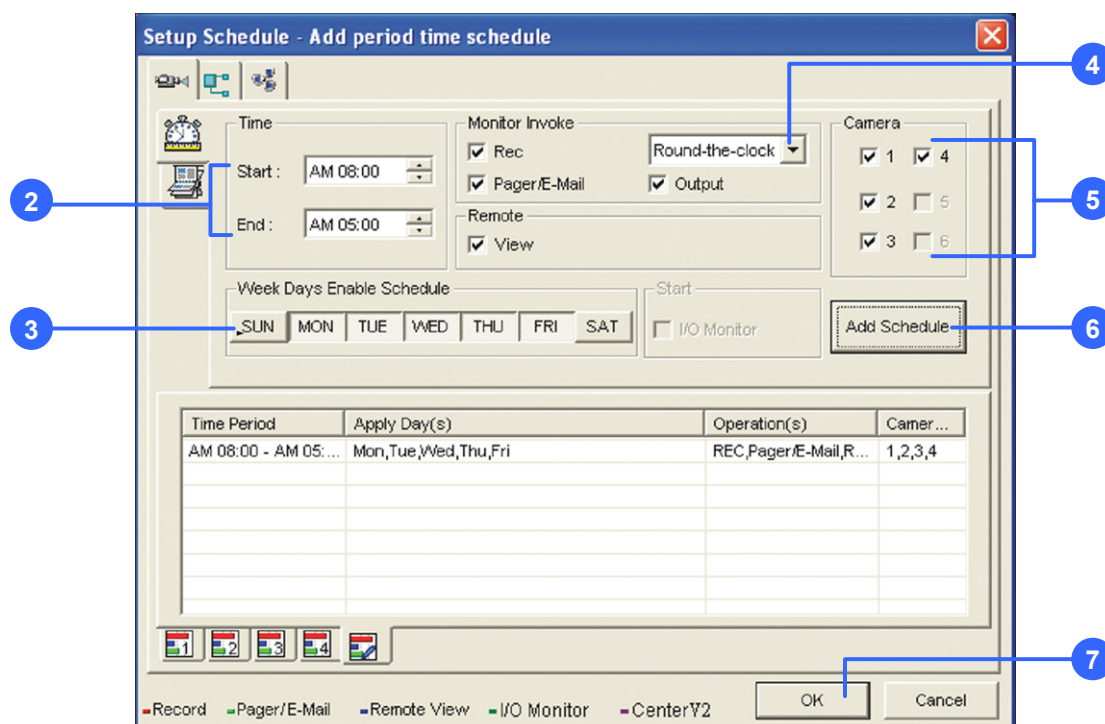 Setup Schedule - Add period time schedule
4
Time
Monitor Invoke
Camera
Rec
Round-the-clock
1
4
2
Start :
AM 08:00
Pager/E-Mail
Output
5
2
5
End :
AM 05:00
Remote
View
3
6
Week Days Enable Schedule
Start
3
SUN MON TUE WED THU FRI SAT
I/O Monitor
Add Schedule
6
Time Period
Apply Day(s)
Operation(s)
Camer...
AM 08:00 - AM 05:...
Mon,Tue,Wed,Thu,Fri
REC,Pager/E-Mail,R...
1,2,3,4
1
2
3
4
7
OK
Cancel
Record
Pager/E-Mail
Remote View
I/O Monitor
CenterV2